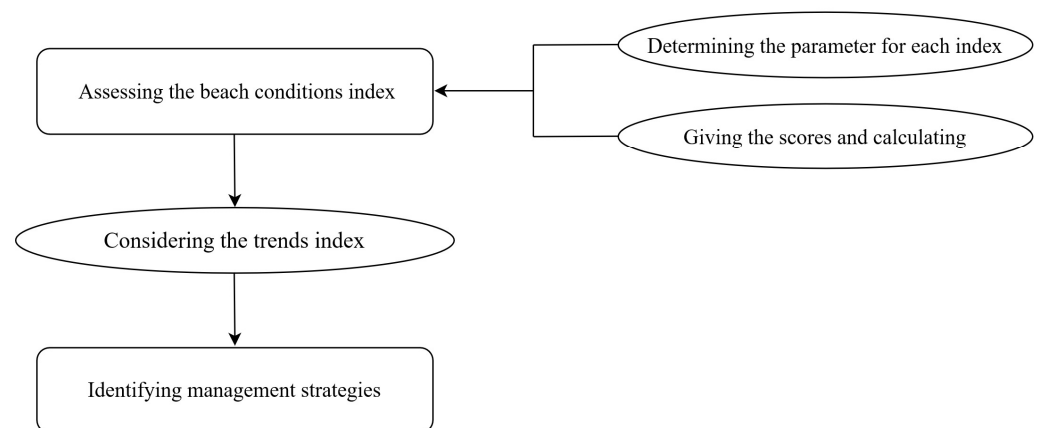 Determining the parameter for each index
Assessing the beach conditions index
Giving the scores and calculating
Considering the trends index
Identifying management strategies